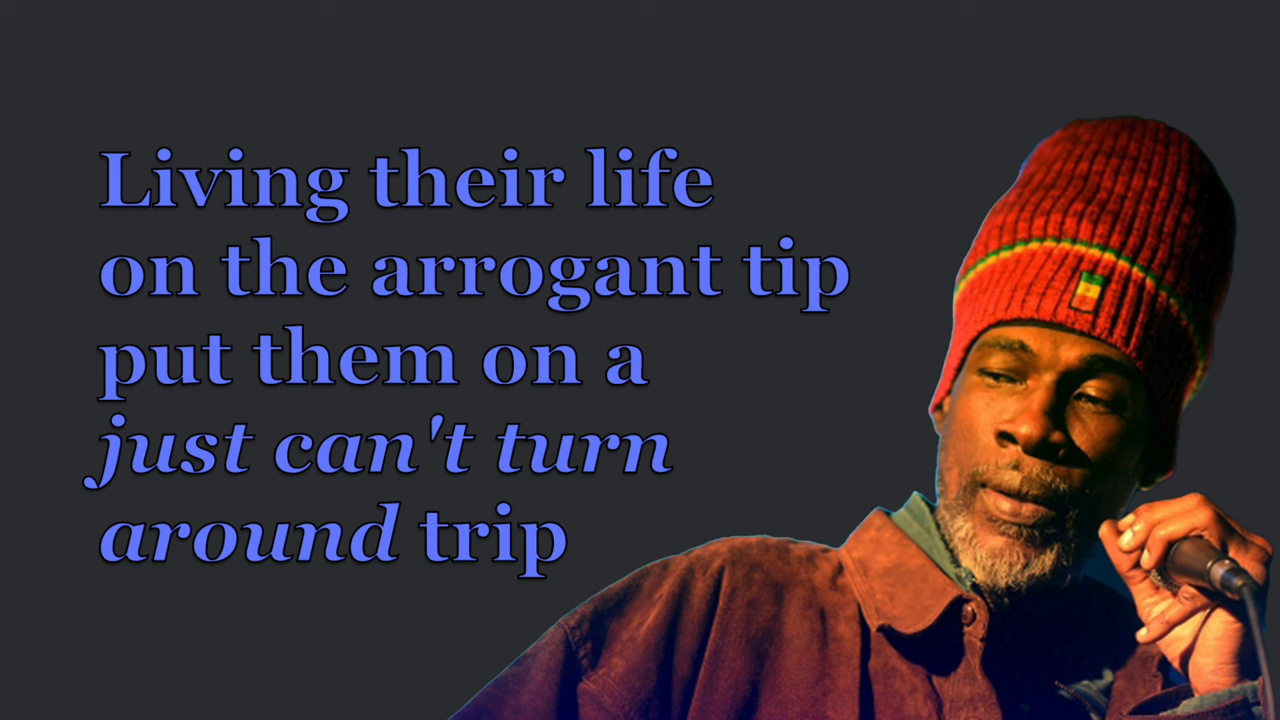 Living their life
on the arrogant tip
put them on a
just can't turn
around trip